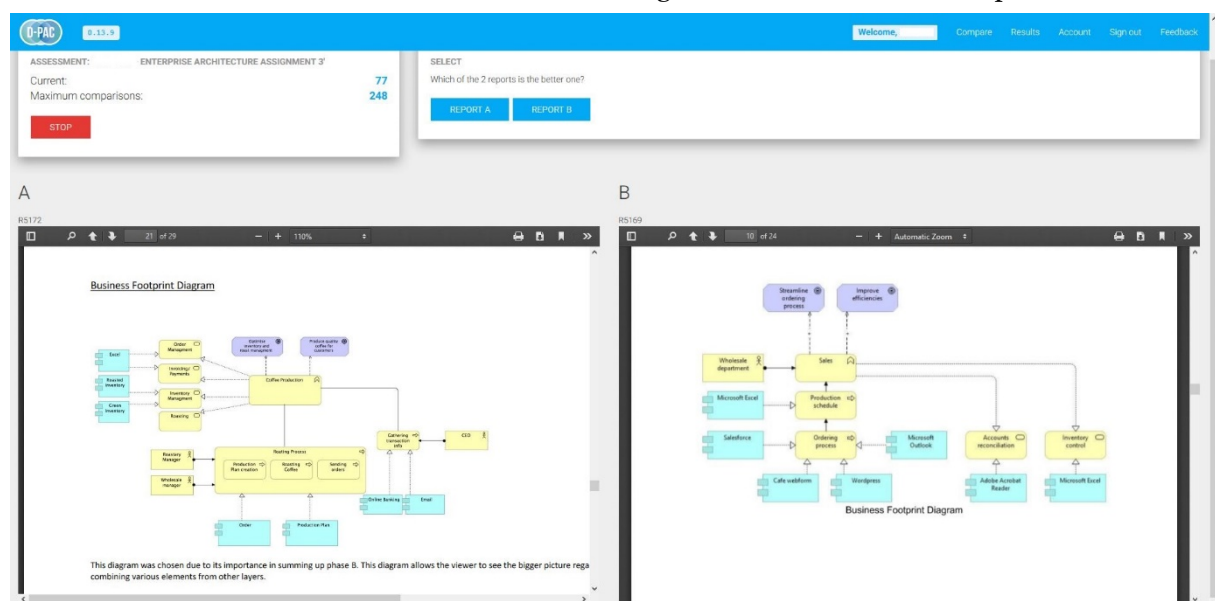 D-PAC
0.13.9
Welcome,
Compare
Results
Account
Sign out
Feedback
ASSESSMENT: ENTERPRISE ARCHITECTURE ASSIGNMENT 3'
Current: 77
Maximum comparisons: 248
STOP
SELECT
Which of the 2 reports is the better one?
REPORT A
REPORT B
A
R5172
21 of 29
110%
Business Footprint Diagram
Order
Managment
Excel
Payments
Roasted
Inventory
Inventory
Managment
Green
Inventory
Roasting
Produce quality
coffee for
customers
Coffee Production
Gathering
transaction
info
CEO
Roastery
Manager
Wholesale
manager
Roasting Process
Production
Plan creation
Roasting
Coffee
Sending
orders
Online Banking
Email
Order
Production Plan
This diagram was chosen due to its importance in summing up phase B. This diagram allows the viewer to see the bigger picture rega
combining various elements from other layers.
B
R5169
10 of 24
Automatic Zoom
Streamline
ordering
process
Improve
efficiencies
Wholesale
department
Sales
Microsoft Excel
Production
schedule
Salesforce
Ordering
process
Microsoft
Outlook
Accounts
reconciliation
Inventory
control
Cafe webform
Wordpress
Adobe Acrobat
Reader
Microsoft Excel
Business Footprint Diagram